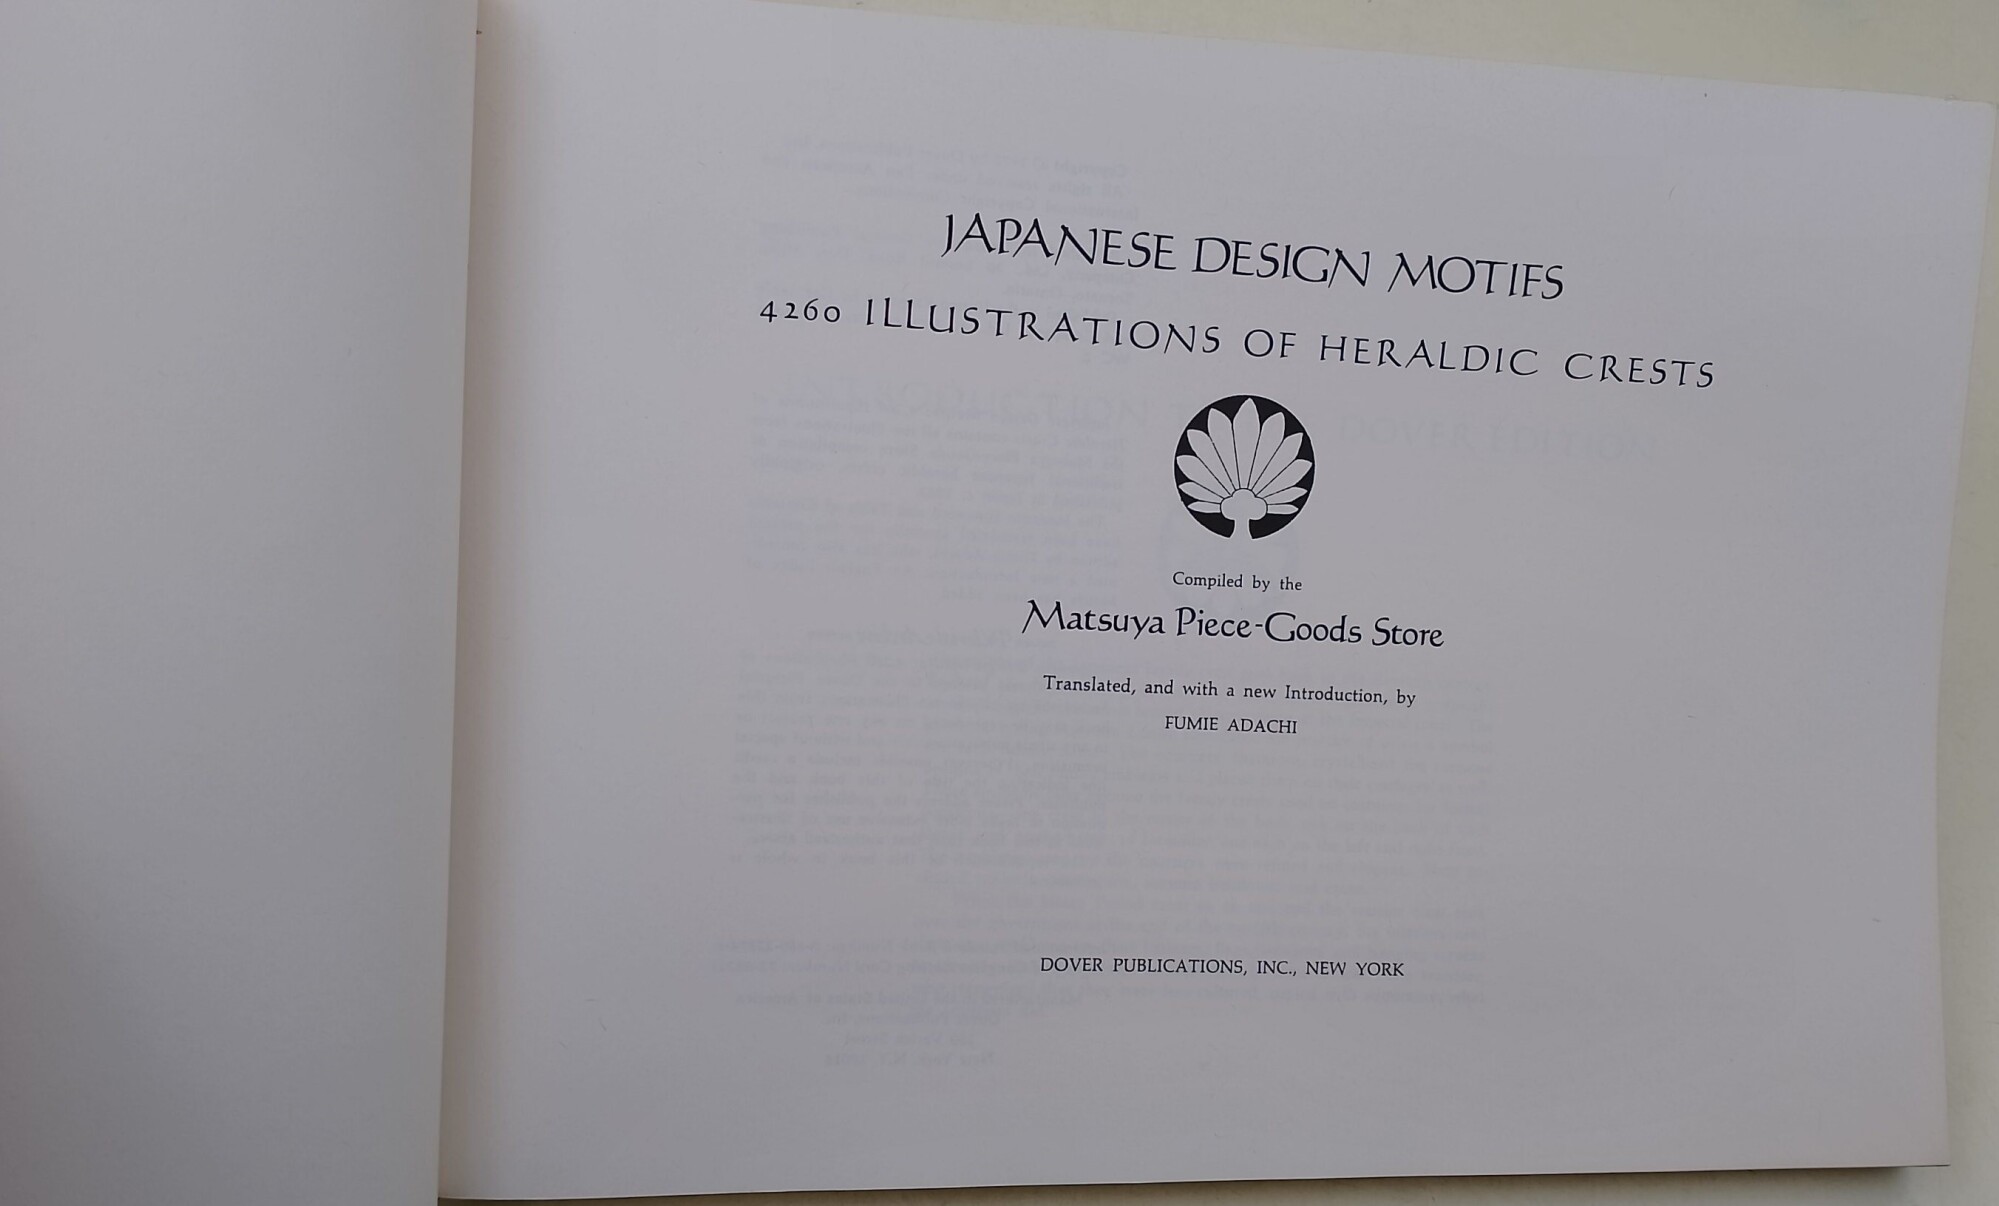 JAPANESE DESIGN MOTIFS
4260 ILLUSTRATIONS OF HERALDIC CRESTS
Compiled by the
Matsuya Piece-Goods Store
Translated, and with a new Introduction, by
FUMIE ADACHI
DOVER PUBLICATIONS, INC., NEW YORK